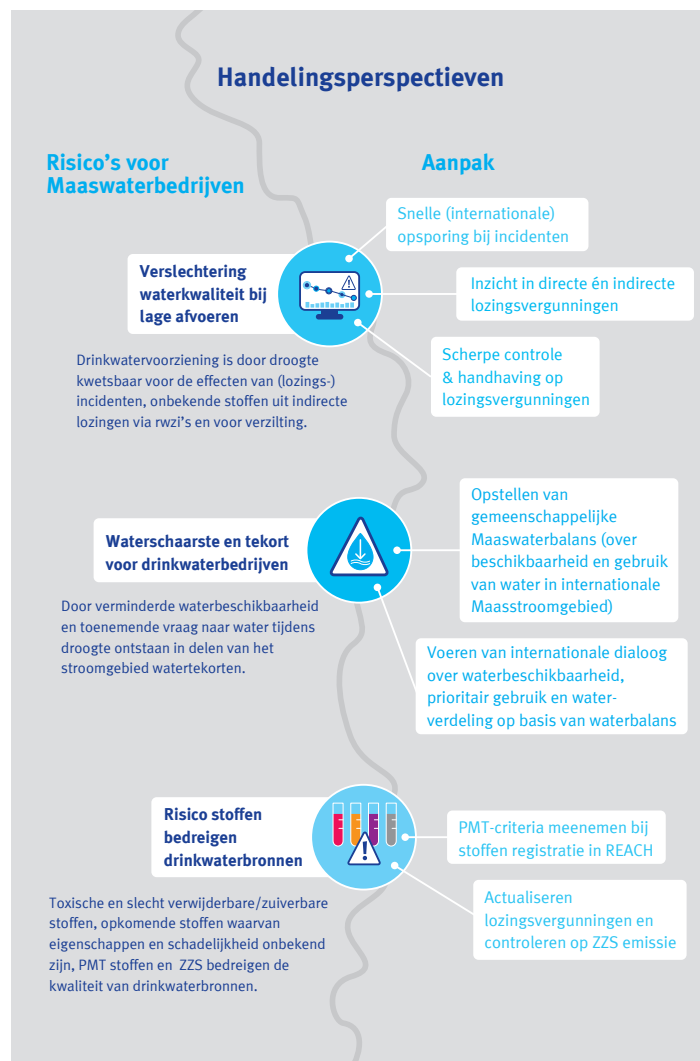 Handelingsperspectieven
Risico’s voor
Maaswaterbedrijven
Aanpak
Verslechtering
waterkwaliteit bij
lage afvoeren
Drinkwatervoorziening is door droogte
kwetsbaar voor de effecten van (lozings-)
incidenten, onbekende stoffen uit indirecte
lozingen via rwzi’s en voor verzilting.
Snelle (internationale)
opsporing bij incidenten
Inzicht in directe én indirecte
lozingsvergunningen
Scherpe controle
& handhaving op
lozingsvergunningen
Waterschaarste en tekort
voor drinkwaterbedrijven
Door verminderde waterbeschikbaarheid
en toenemende vraag naar water tijdens
droogte ontstaan in delen van het
stroomgebied watertekorten.
Opstellen van
gemeenschappelijke
Maaswaterbalans (over
beschikbaarheid en gebruik
van water in internationale
Maasstroomgebied)
Voeren van internationale dialoog
over waterbeschikbaarheid,
prioritair gebruik en water-
verdeling op basis van waterbalans
Risico stoffen
bedreigen
drinkwaterbronnen
Toxische en slecht verwijderbare/zuiverbare
stoffen, opkomende stoffen waarvan
eigenschappen en schadelijkheid onbekend
zijn, PMT stoffen en ZZS bedreigen de
kwaliteit van drinkwaterbronnen.
PMT-criteria meenemen bij
stoffen registratie in REACH
Actualiseren
lozingsvergunningen en
controleren op ZZS emissie